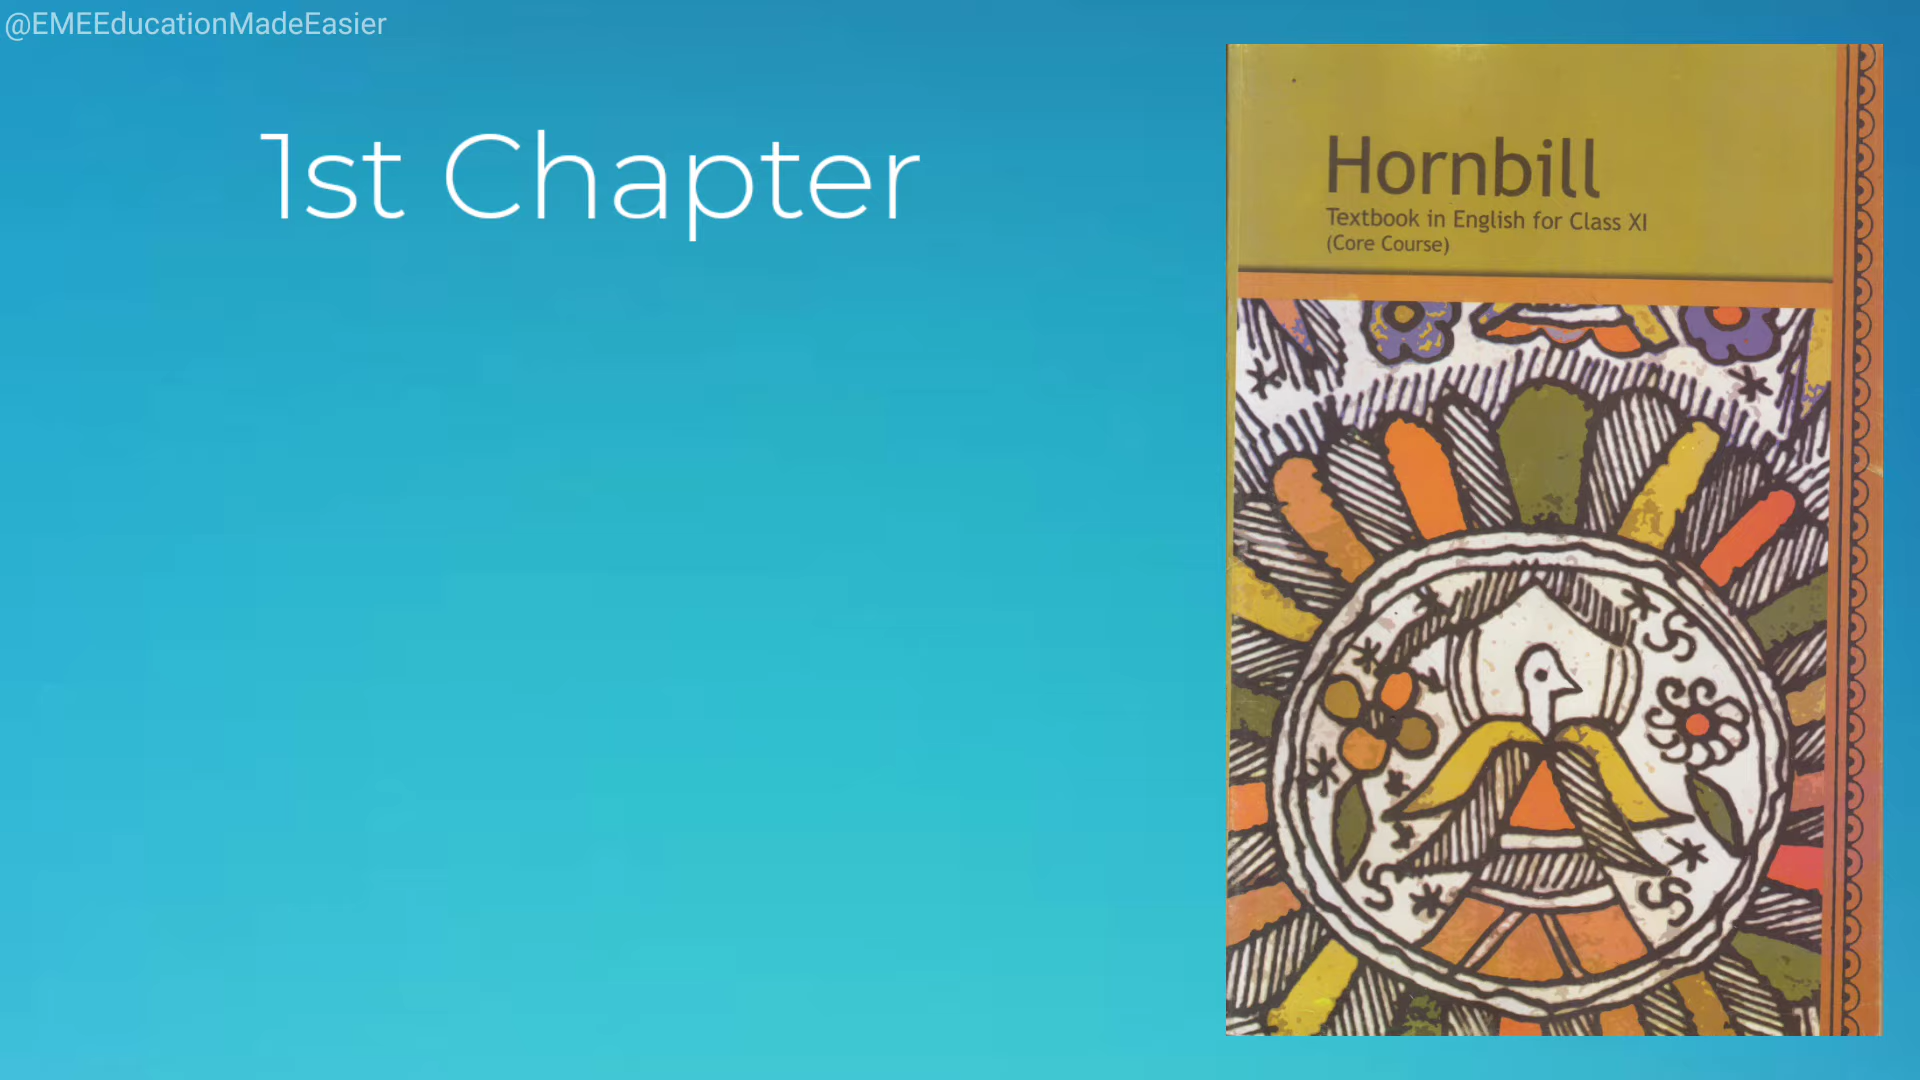 @EMEEducationMadeEasier
1st Chapter
Hornbill
Textbook in English for Class XI
(Core Course)